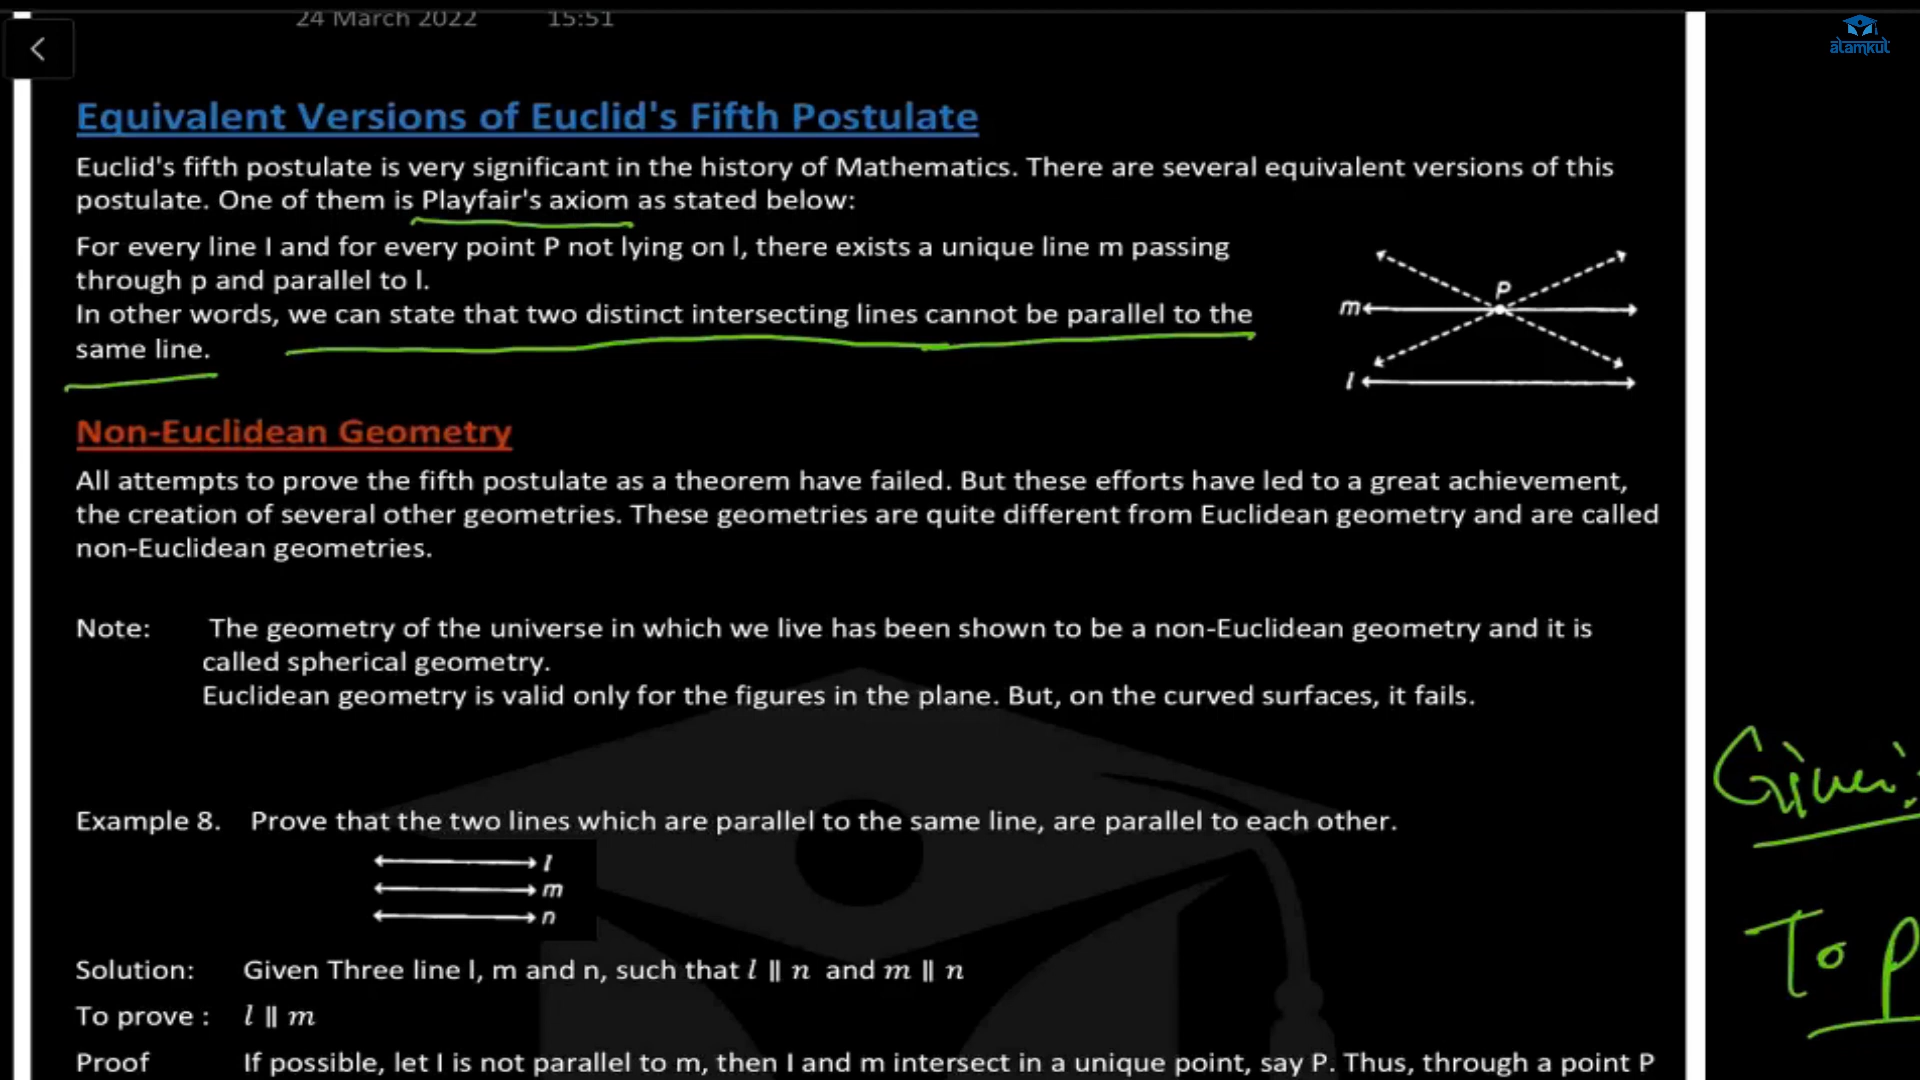 24 March 2022 15:51
alamkut
Equivalent Versions of Euclid's Fifth Postulate
Euclid's fifth postulate is very significant in the history of Mathematics. There are several equivalent versions of this
postulate. One of them is Playfair's axiom as stated below:
For every line l and for every point P not lying on l, there exists a unique line m passing
through p and parallel to l.
In other words, we can state that two distinct intersecting lines cannot be parallel to the
same line.
P
m
l
Non-Euclidean Geometry
All attempts to prove the fifth postulate as a theorem have failed. But these efforts have led to a great achievement,
the creation of several other geometries. These geometries are quite different from Euclidean geometry and are called
non-Euclidean geometries.
Note: The geometry of the universe in which we live has been shown to be a non-Euclidean geometry and it is
called spherical geometry.
Euclidean geometry is valid only for the figures in the plane. But, on the curved surfaces, it fails.
Given:
Example 8. Prove that the two lines which are parallel to the same line, are parallel to each other.
l
m
n
To p
Solution: Given Three line l, m and n, such that l || n and m || n
To prove : l || m
Proof If possible, let l is not parallel to m, then l and m intersect in a unique point, say P. Thus, through a point P